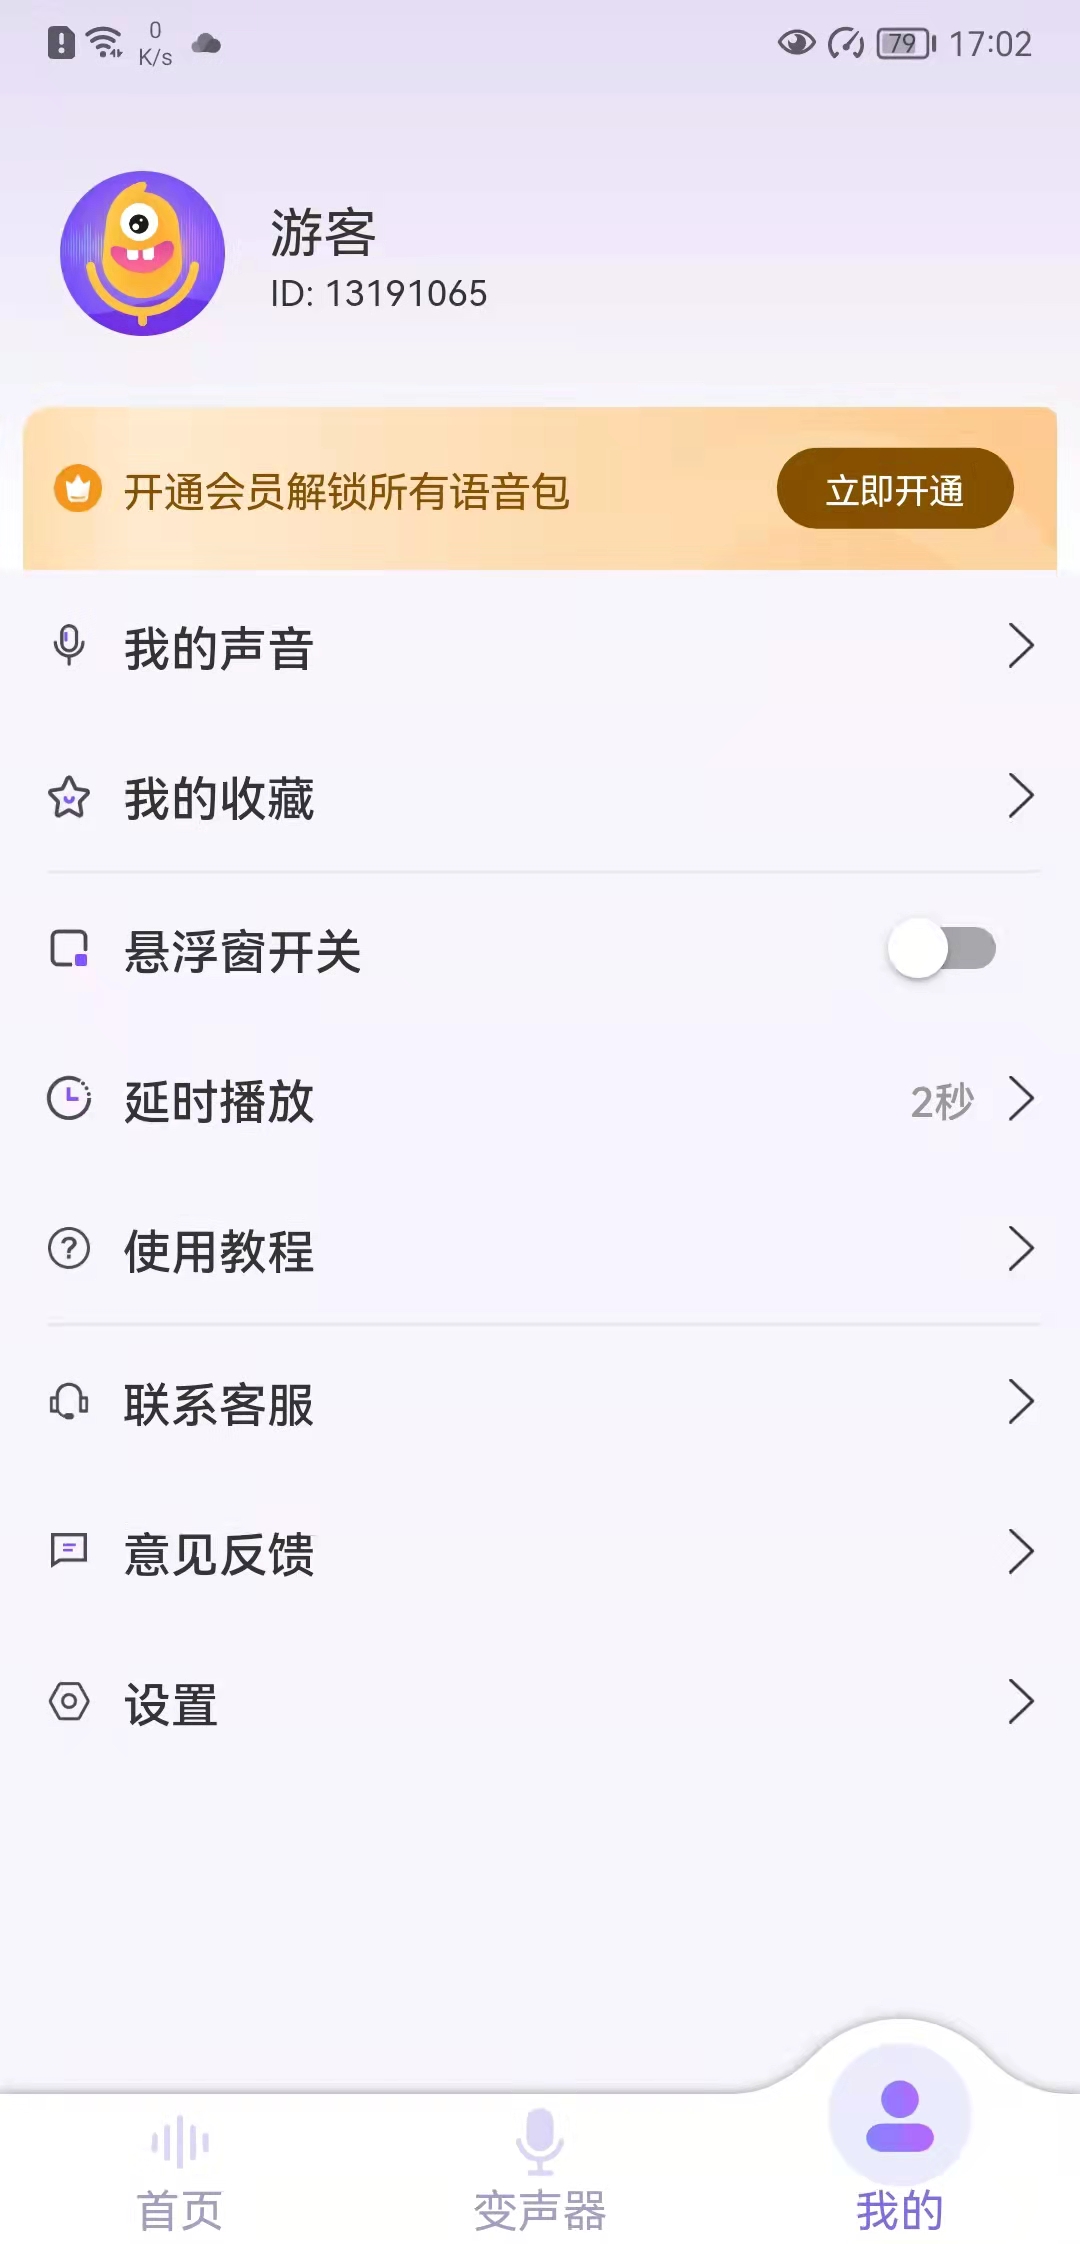 0
K/s
79
17:02
游客
ID: 13191065
开通会员解锁所有语音包
立即开通
我的声音
我的收藏
悬浮窗开关
延时播放
2秒
使用教程
联系客服
意见反馈
设置
首页
变声器
我的